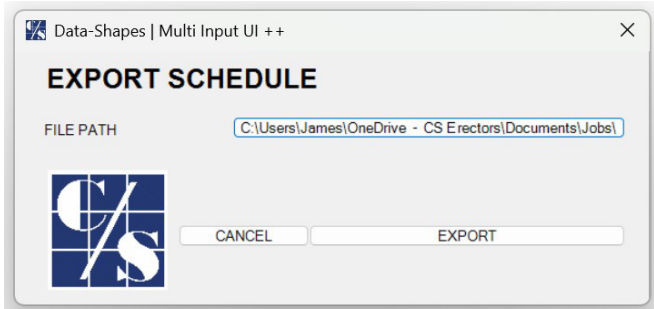 Data-Shapes | Multi Input UI ++
EXPORT SCHEDULE
FILE PATH C:\Users\James\OneDrive - CS Erectors\Documents\Jobs\
C/S
CANCEL EXPORT